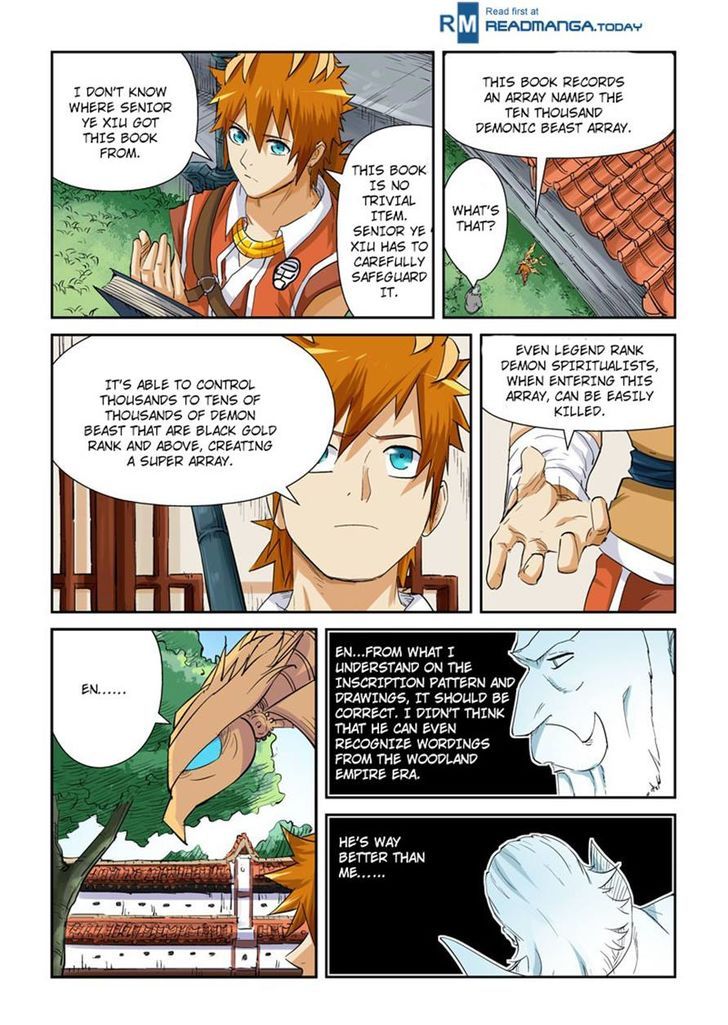 RM
Read first at
READMANGA.TODAY
I DON'T KNOW
WHERE SENIOR
YE XIU GOT
THIS BOOK
FROM.
THIS BOOK
IS NO
TRIVIAL
ITEM.
SENIOR YE
XIU HAS TO
CAREFULLY
SAFEGUARD
IT.
THIS BOOK RECORDS
AN ARRAY NAMED THE
TEN THOUSAND
DEMONIC BEAST ARRAY.
WHAT'S
THAT?
IT'S ABLE TO CONTROL
THOUSANDS TO TENS OF
THOUSANDS OF DEMON
BEAST THAT ARE BLACK GOLD
RANK AND ABOVE, CREATING
A SUPER ARRAY.
EVEN LEGEND RANK
DEMON SPIRITUALISTS,
WHEN ENTERING THIS
ARRAY, CAN BE EASILY
KILLED.
EN......
EN...FROM WHAT I
UNDERSTAND ON THE
INSCRIPTION PATTERN AND
DRAWINGS, IT SHOULD BE
CORRECT. I DIDN'T THINK
THAT HE CAN EVEN
RECOGNIZE WORDINGS
FROM THE WOODLAND
EMPIRE ERA.
HE'S WAY
BETTER THAN
ME......